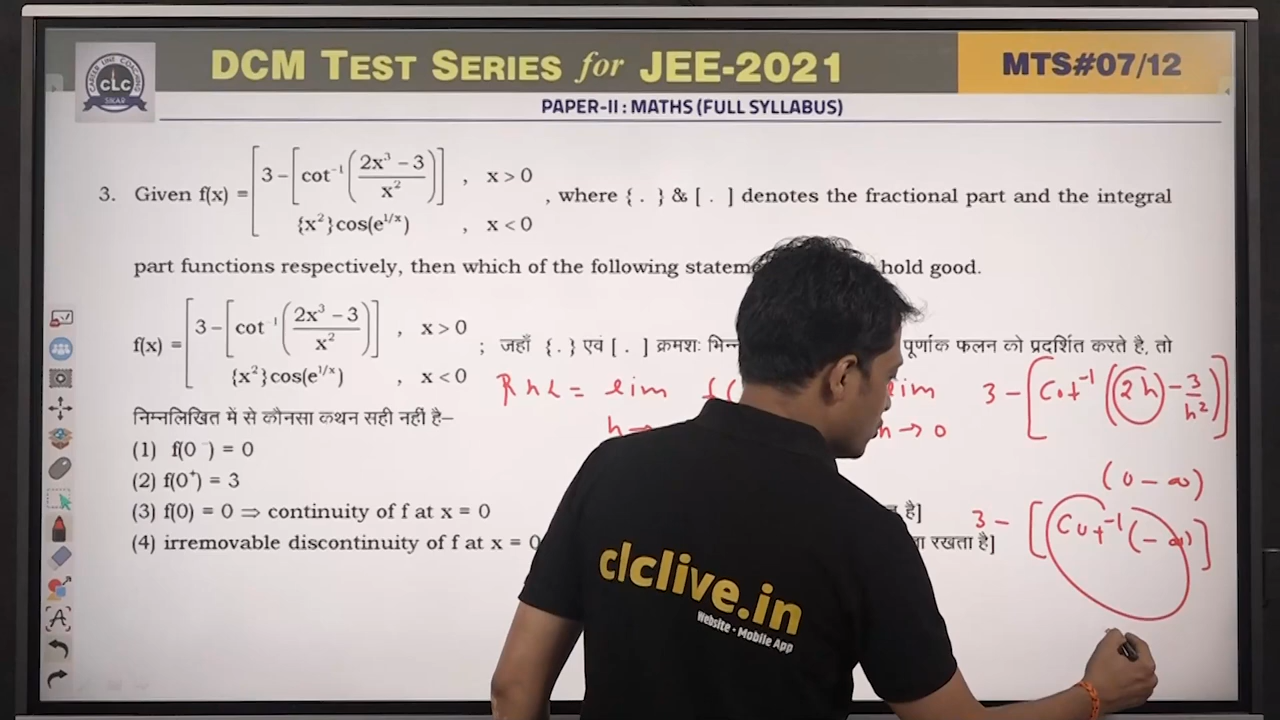 DCM TEST SERIES for JEE-2021
MTS#07/12
CAREER LINE COACHING
CLC
SIKAR
PAPER-II : MATHS (FULL SYLLABUS)
3. Given f(x) = [ 3 – [cot⁻¹((2x³ – 3)/x²)] , x > 0
{x²}cos(e^(1/x)) , x < 0
, where { . } & [ . ] denotes the fractional part and the integral
part functions respectively, then which of the following hold good.
f(x) = [ 3 – [cot⁻¹((2x³ – 3)/x²)] , x > 0
{x²}cos(e^(1/x)) , x < 0
; जहाँ { . } एवं [ . ] क्रमशः पूर्णाक फलन को प्रदर्शित करते है, तो
निम्नलिखित में से कौनसा कथन सही नहीं है–
Rhl = lim
3 – [Cot⁻¹(2h – 3/h²)]
h → 0
(1) f(0⁻) = 0
(0 – ∞)
(2) f(0⁺) = 3
(3) f(0) = 0 ⇒ continuity of f at x = 0
है]
3 – [Cot⁻¹(– ∞)]
(4) irremovable discontinuity of f at x = 0
रखता है]
clclive.in
Website • Mobile App